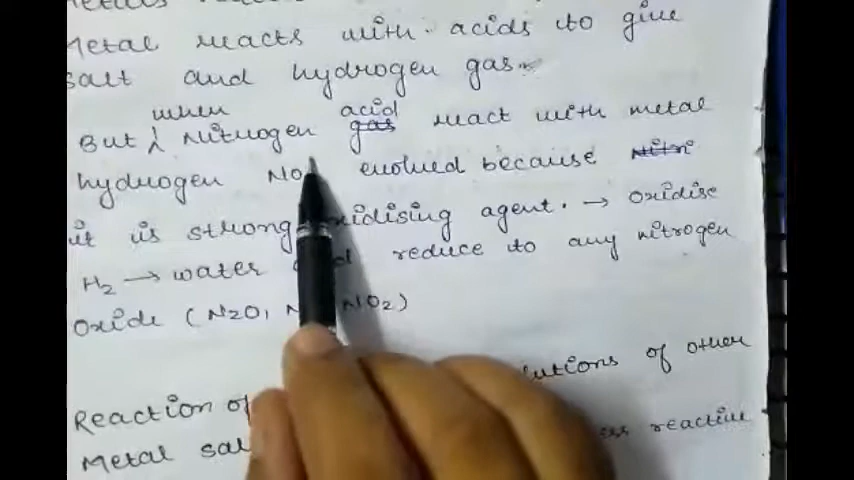 Metal reacts with acids to give
salt and hydrogen gas
when acid
But Nitrogen gas react with metal
hydrogen evolved because
it is strong agent. → Oxidise
H₂ → water reduce to any nitrogen
Oxide (N₂O, NO₂)
Reaction of of other
Metal reactive